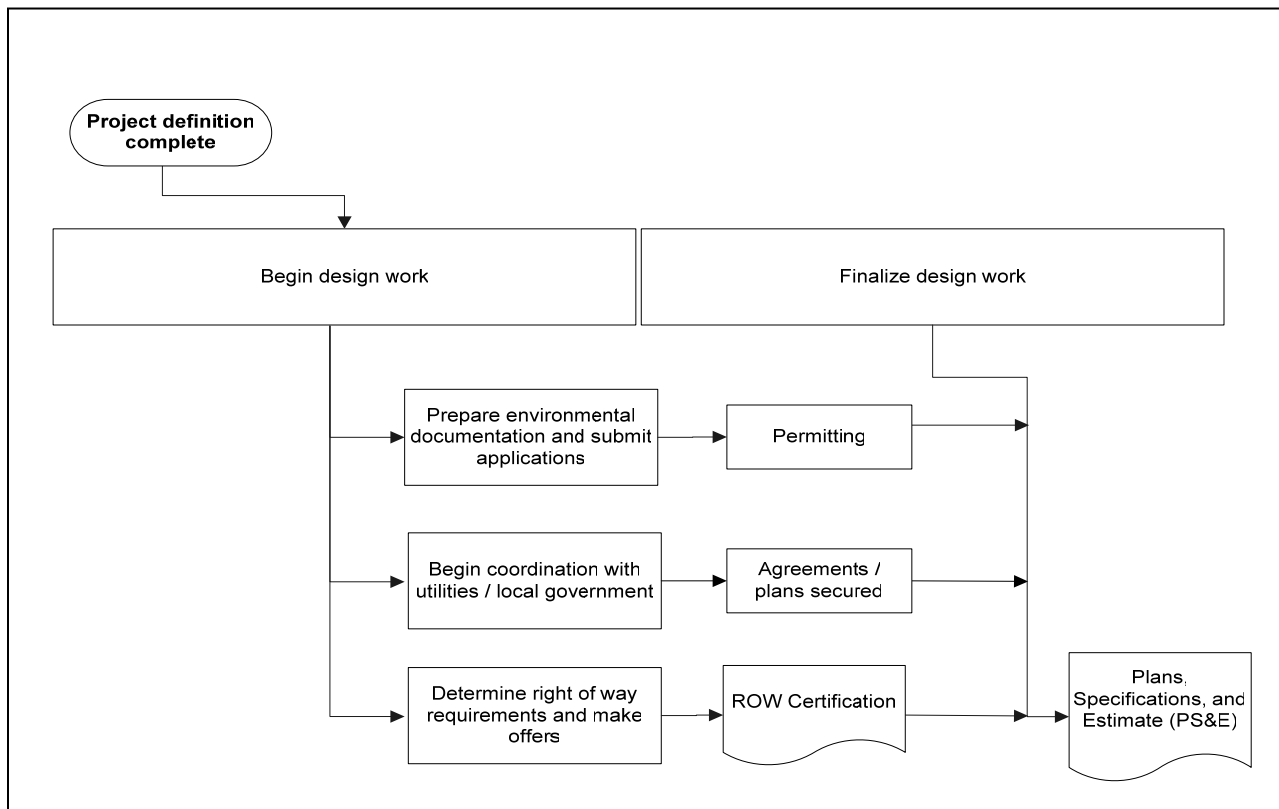 Project definition
complete
Begin design work
Finalize design work
Prepare environmental
documentation and submit
applications
Permitting
Begin coordination with
utilities / local government
Agreements /
plans secured
Determine right of way
requirements and make
offers
ROW Certification
Plans,
Specifications, and
Estimate (PS&E)